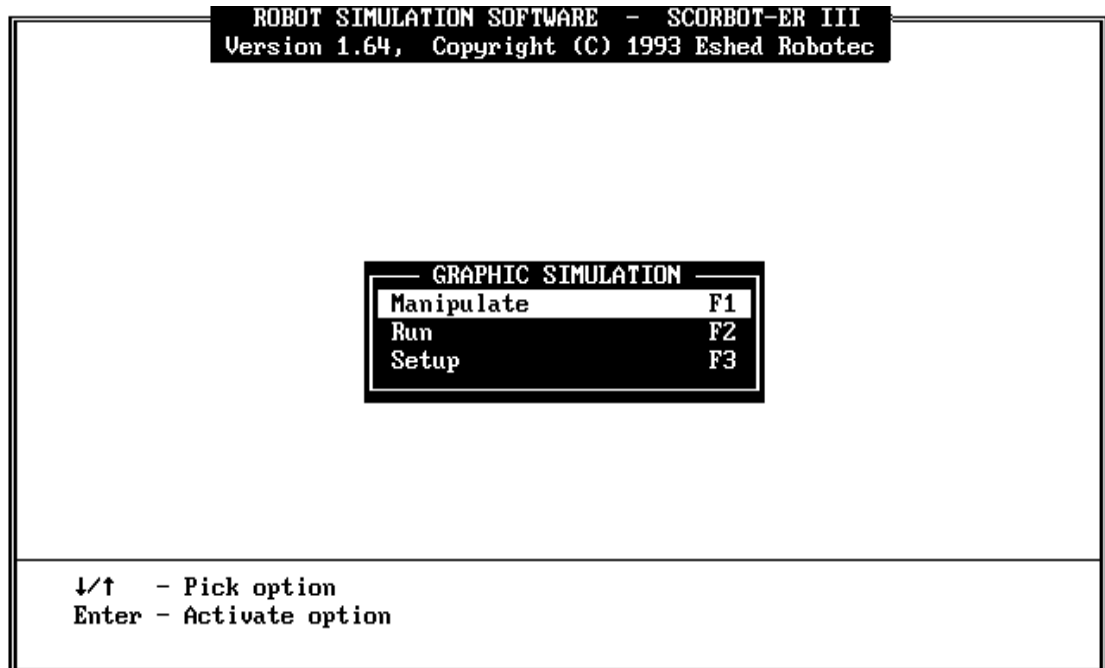 ROBOT SIMULATION SOFTWARE - SCORBOT-ER III
Version 1.64, Copyright (C) 1993 Eshed Robotec
GRAPHIC SIMULATION
Manipulate F1
Run F2
Setup F3
↓/↑ - Pick option
Enter - Activate option